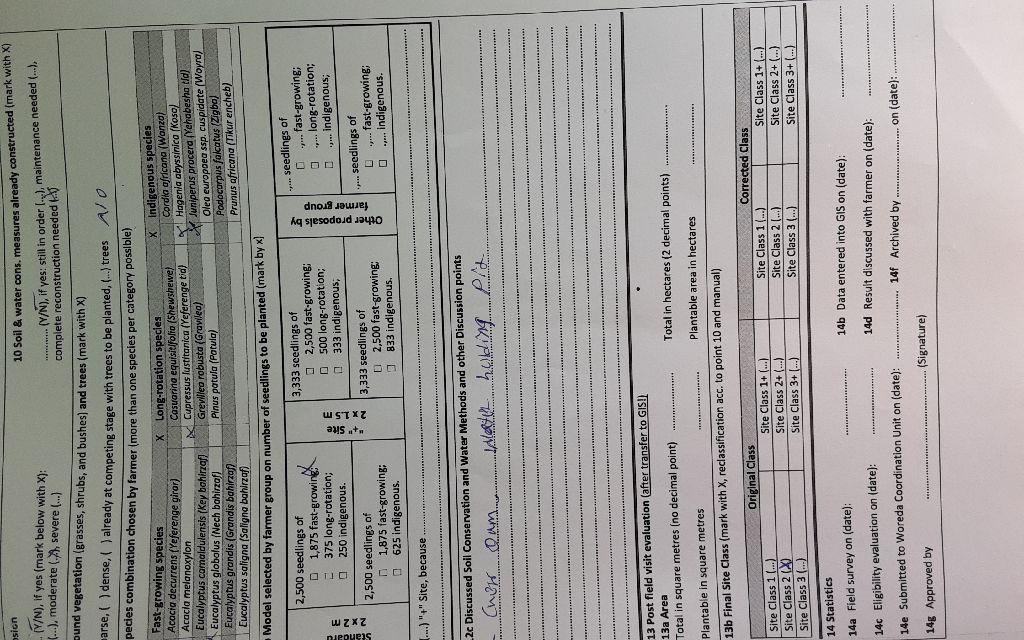 10 Soil & water cons. measures already constructed (mark with X)
(Y/N), if yes (mark below with X):
(...), moderate (X), severe (...)
........ (Y/N), if yes: still in order (...), maintenance needed (...),
complete reconstruction needed (X)
ound vegetation (grasses, shrubs, and bushes) and trees (mark with X)
arse, ( ) dense, ( ) already at competing stage with trees to be planted, (...) trees NO
pecies combination chosen by farmer (more than one species per category possible)
Fast-growing species X Long-rotation species X Indigenous species
Acacia decurrens (Yeferenge girar) Casuarina equisitifolia (Shewshewe) Cordia africana (Wanza)
Acacia melanoxylon X Cupressus lustitanica (Yeferenge tid) X Hagenia abyssinica (Koso)
Eucalyptus camaldulensis (Key bahirzaf) Grevillea robusta (Gravilea) X Juniperus procera (Yehabesha tid)
Eucalyptus globolus (Nech bahirzaf) Pinus patula (Patula) Olea europaea ssp. cuspidate (Wayra)
Eucalyptus grandis (Grandis bahirzaf) Podocarpus falcatus (Zigba)
Eucalyptus saligna (Saligna bahirzaf) Prunus africana (Tikur encheb)
Model selected by farmer group on number of seedlings to be planted (mark by x)
Standard
2 x 2 m
2,500 seedlings of
☐ 1,875 fast-growing; X
☐ 375 long-rotation;
☐ 250 indigenous.
2,500 seedlings of
☐ 1,875 fast-growing;
☐ 625 indigenous.
"+" Site
2 x 1.5 m
3,333 seedlings of
☐ 2,500 fast-growing;
☐ 500 long-rotation;
☐ 333 indigenous;
3,333 seedlings of
☐ 2,500 fast-growing;
☐ 833 indigenous.
Other proposals by
farmer group
.,... seedlings of
☐ .,... fast-growing;
☐ .,... long-rotation;
☐ .,... indigenous;
.,... seedlings of
☐ .,... fast-growing;
☐ .,... indigenous.
(...) "+" Site, because
2c Discussed Soil Conservation and Water Methods and other Discussion points
- Dam water holding Pit
13 Post field visit evaluation (after transfer to GIS!)
13a Area
Total in square metres (no decimal point) ............ Total in hectares (2 decimal points) ............
Plantable in square metres ............ Plantable area in hectares ............
13b Final Site Class (mark with X, reclassification acc. to point 10 and manual)
Original Class Corrected Class
Site Class 1 (...) Site Class 1+ (...) Site Class 1 (...) Site Class 1+ (...)
Site Class 2 (X) Site Class 2+ (...) Site Class 2 (...) Site Class 2+ (...)
Site Class 3 (...) Site Class 3+ (...) Site Class 3 (...) Site Class 3+ (...)
14 Statistics
14a Field survey on (date): ............ 14b Data entered into GIS on (date): ............
14c Eligibility evaluation on (date): ............ 14d Result discussed with farmer on (date): ............
14e Submitted to Woreda Coordination Unit on (date): ............ 14f Archived by ............ on (date): ............
14g Approved by ............ (Signature)